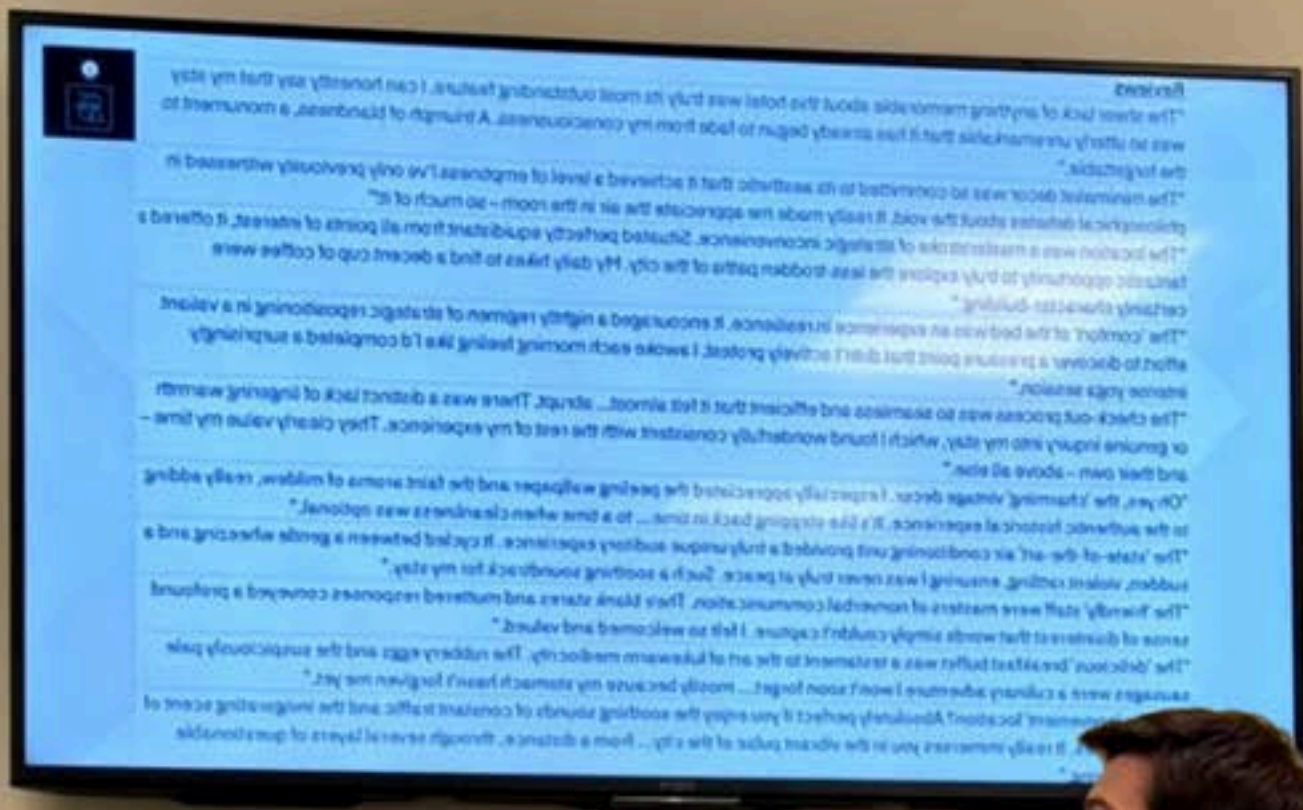 Reviews
"The sheer lack of anything memorable about this hotel was truly its most outstanding feature. I can honestly say that my stay
was so utterly unremarkable that it has already begun to fade from my consciousness. A triumph of blandness, a monument to
the forgettable."
"The minimalist decor was so committed to its aesthetic that it achieved a level of emptiness I've only previously witnessed in
philosophical debates about the void. It really made me appreciate the air in the room – so much of it!"
"The location was a masterstroke of strategic inconvenience. Situated perfectly equidistant from all points of interest, it offered a
fantastic opportunity to truly explore the less trodden paths of the city. My daily hikes to find a decent cup of coffee were
certainly character-building."
"The 'comfort' of the bed was an experience in resilience. It encouraged a nightly regimen of strategic repositioning in a valiant
effort to discover a pressure point that didn't actively protest. I awoke each morning feeling like I'd completed a surprisingly
intense yoga session."
"The check-out process was so seamless and efficient that it felt almost... abrupt. There was a distinct lack of lingering warmth
or genuine inquiry into my stay, which I found wonderfully consistent with the rest of my experience. They clearly value my time –
and their own – above all else."
"Oh yes, the 'charming' vintage decor. I especially appreciated the peeling wallpaper and the faint aroma of mildew, really adding
to the authentic historical experience. It's like stepping back in time... to a time when cleanliness was optional."
"The 'state-of-the-art' air conditioning unit provided a truly unique auditory experience. It cycled between a gentle wheezing and a
sudden, violent rattling, ensuring I was never truly at peace. Such a soothing soundtrack for my stay."
"The 'friendly' staff were masters of nonverbal communication. Their blank stares and muttered responses conveyed a profound
sense of disinterest that words simply couldn't capture. I felt so welcomed and valued."
"The 'delicious' breakfast buffet was a testament to the art of lukewarm mediocrity. The rubbery eggs and the suspiciously pale
sausages were a culinary adventure I won't soon forget... mostly because my stomach hasn't forgiven me yet."
location? Absolutely perfect if you enjoy the soothing sounds of constant traffic and the invigorating scent of
It really immerses you in the vibrant pulse of the city... from a distance, through several layers of questionable